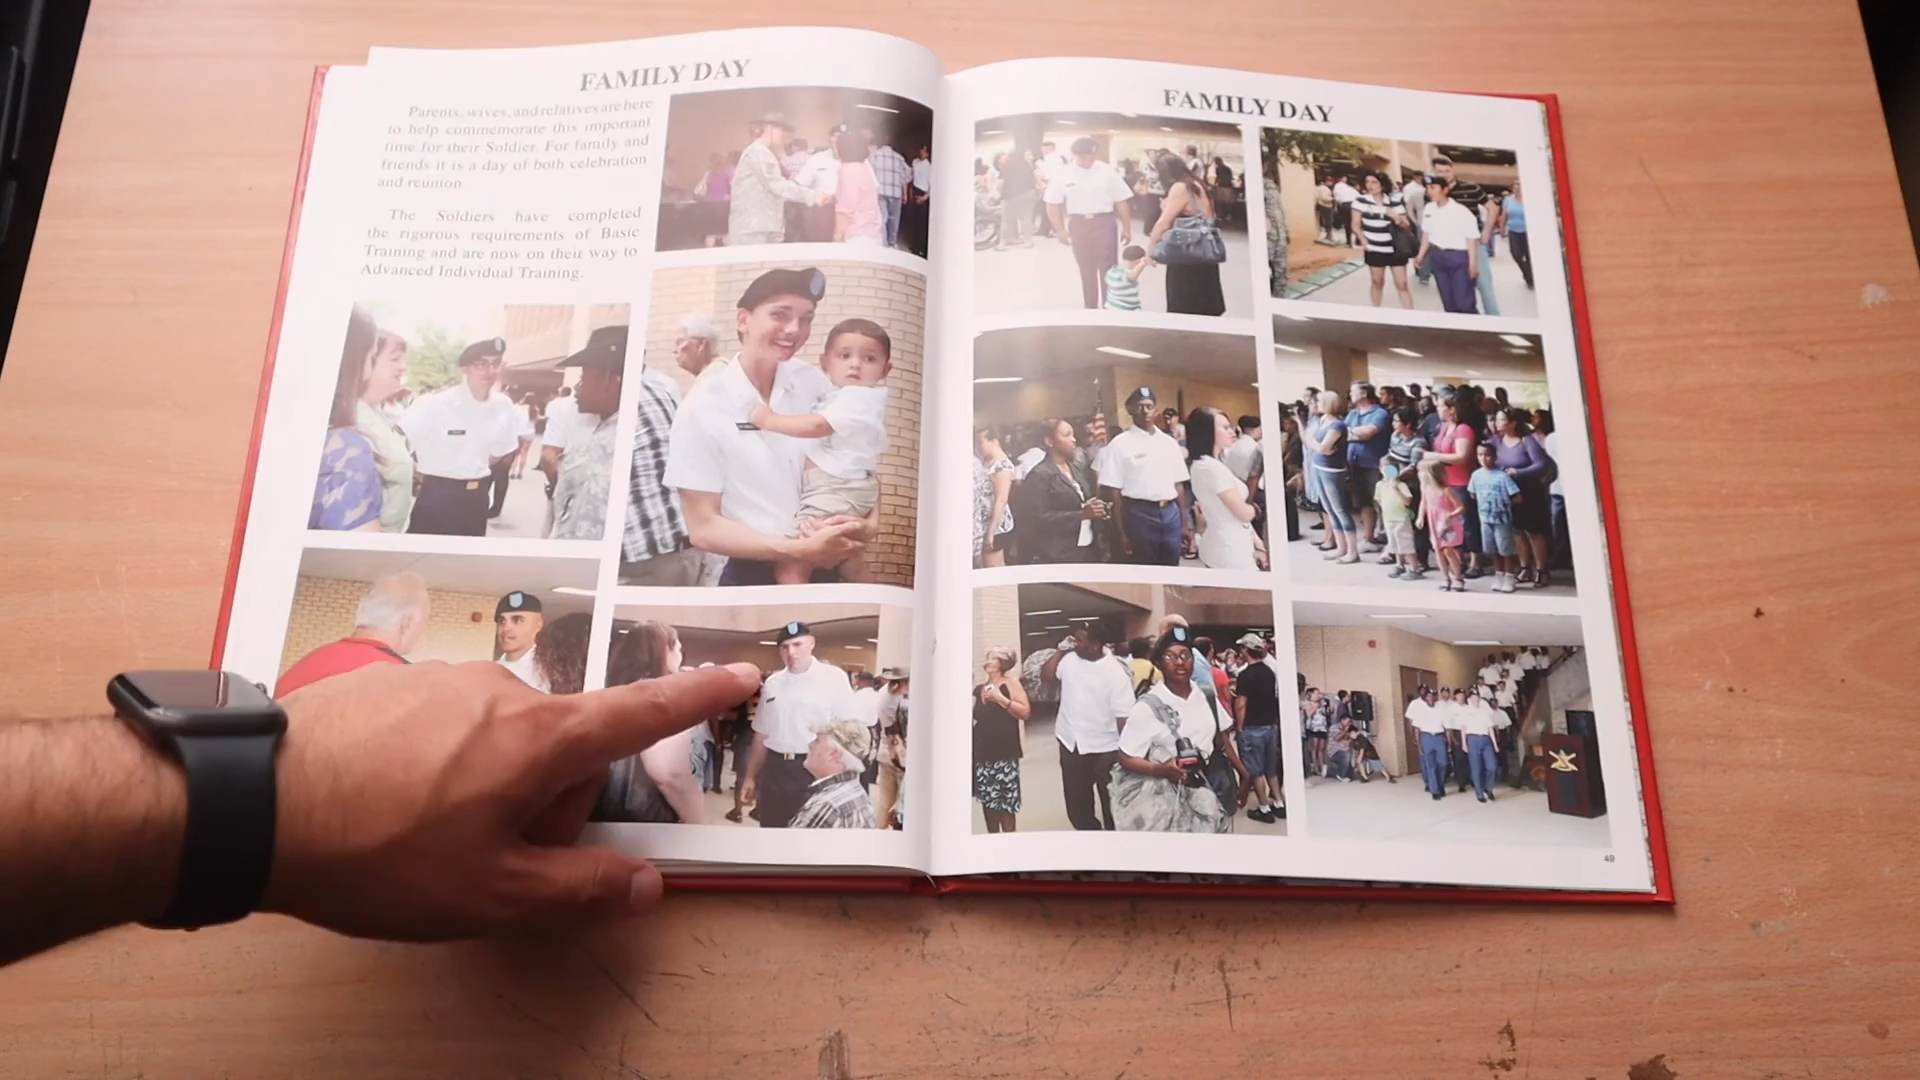 FAMILY DAY
Parents, wives, and relatives are here
to help commemorate this important
time for their Soldier. For family and
friends it is a day of both celebration
and reunion
The Soldiers have completed
the rigorous requirements of Basic
Training and are now on their way to
Advanced Individual Training.
FAMILY DAY
49